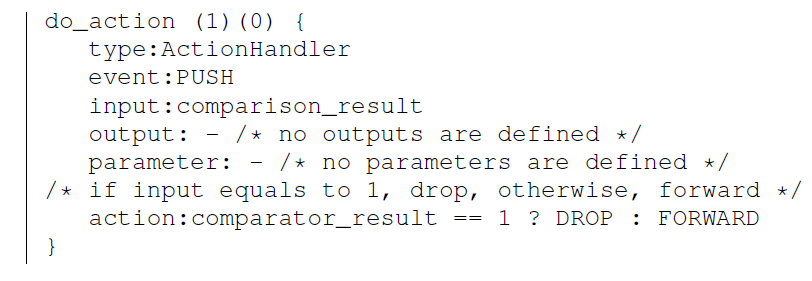 do_action (1)(0) {
type:ActionHandler
event:PUSH
input:comparison_result
output: - /* no outputs are defined */
parameter: - /* no parameters are defined */
/* if input equals to 1, drop, otherwise, forward */
action:comparator_result == 1 ? DROP : FORWARD
}